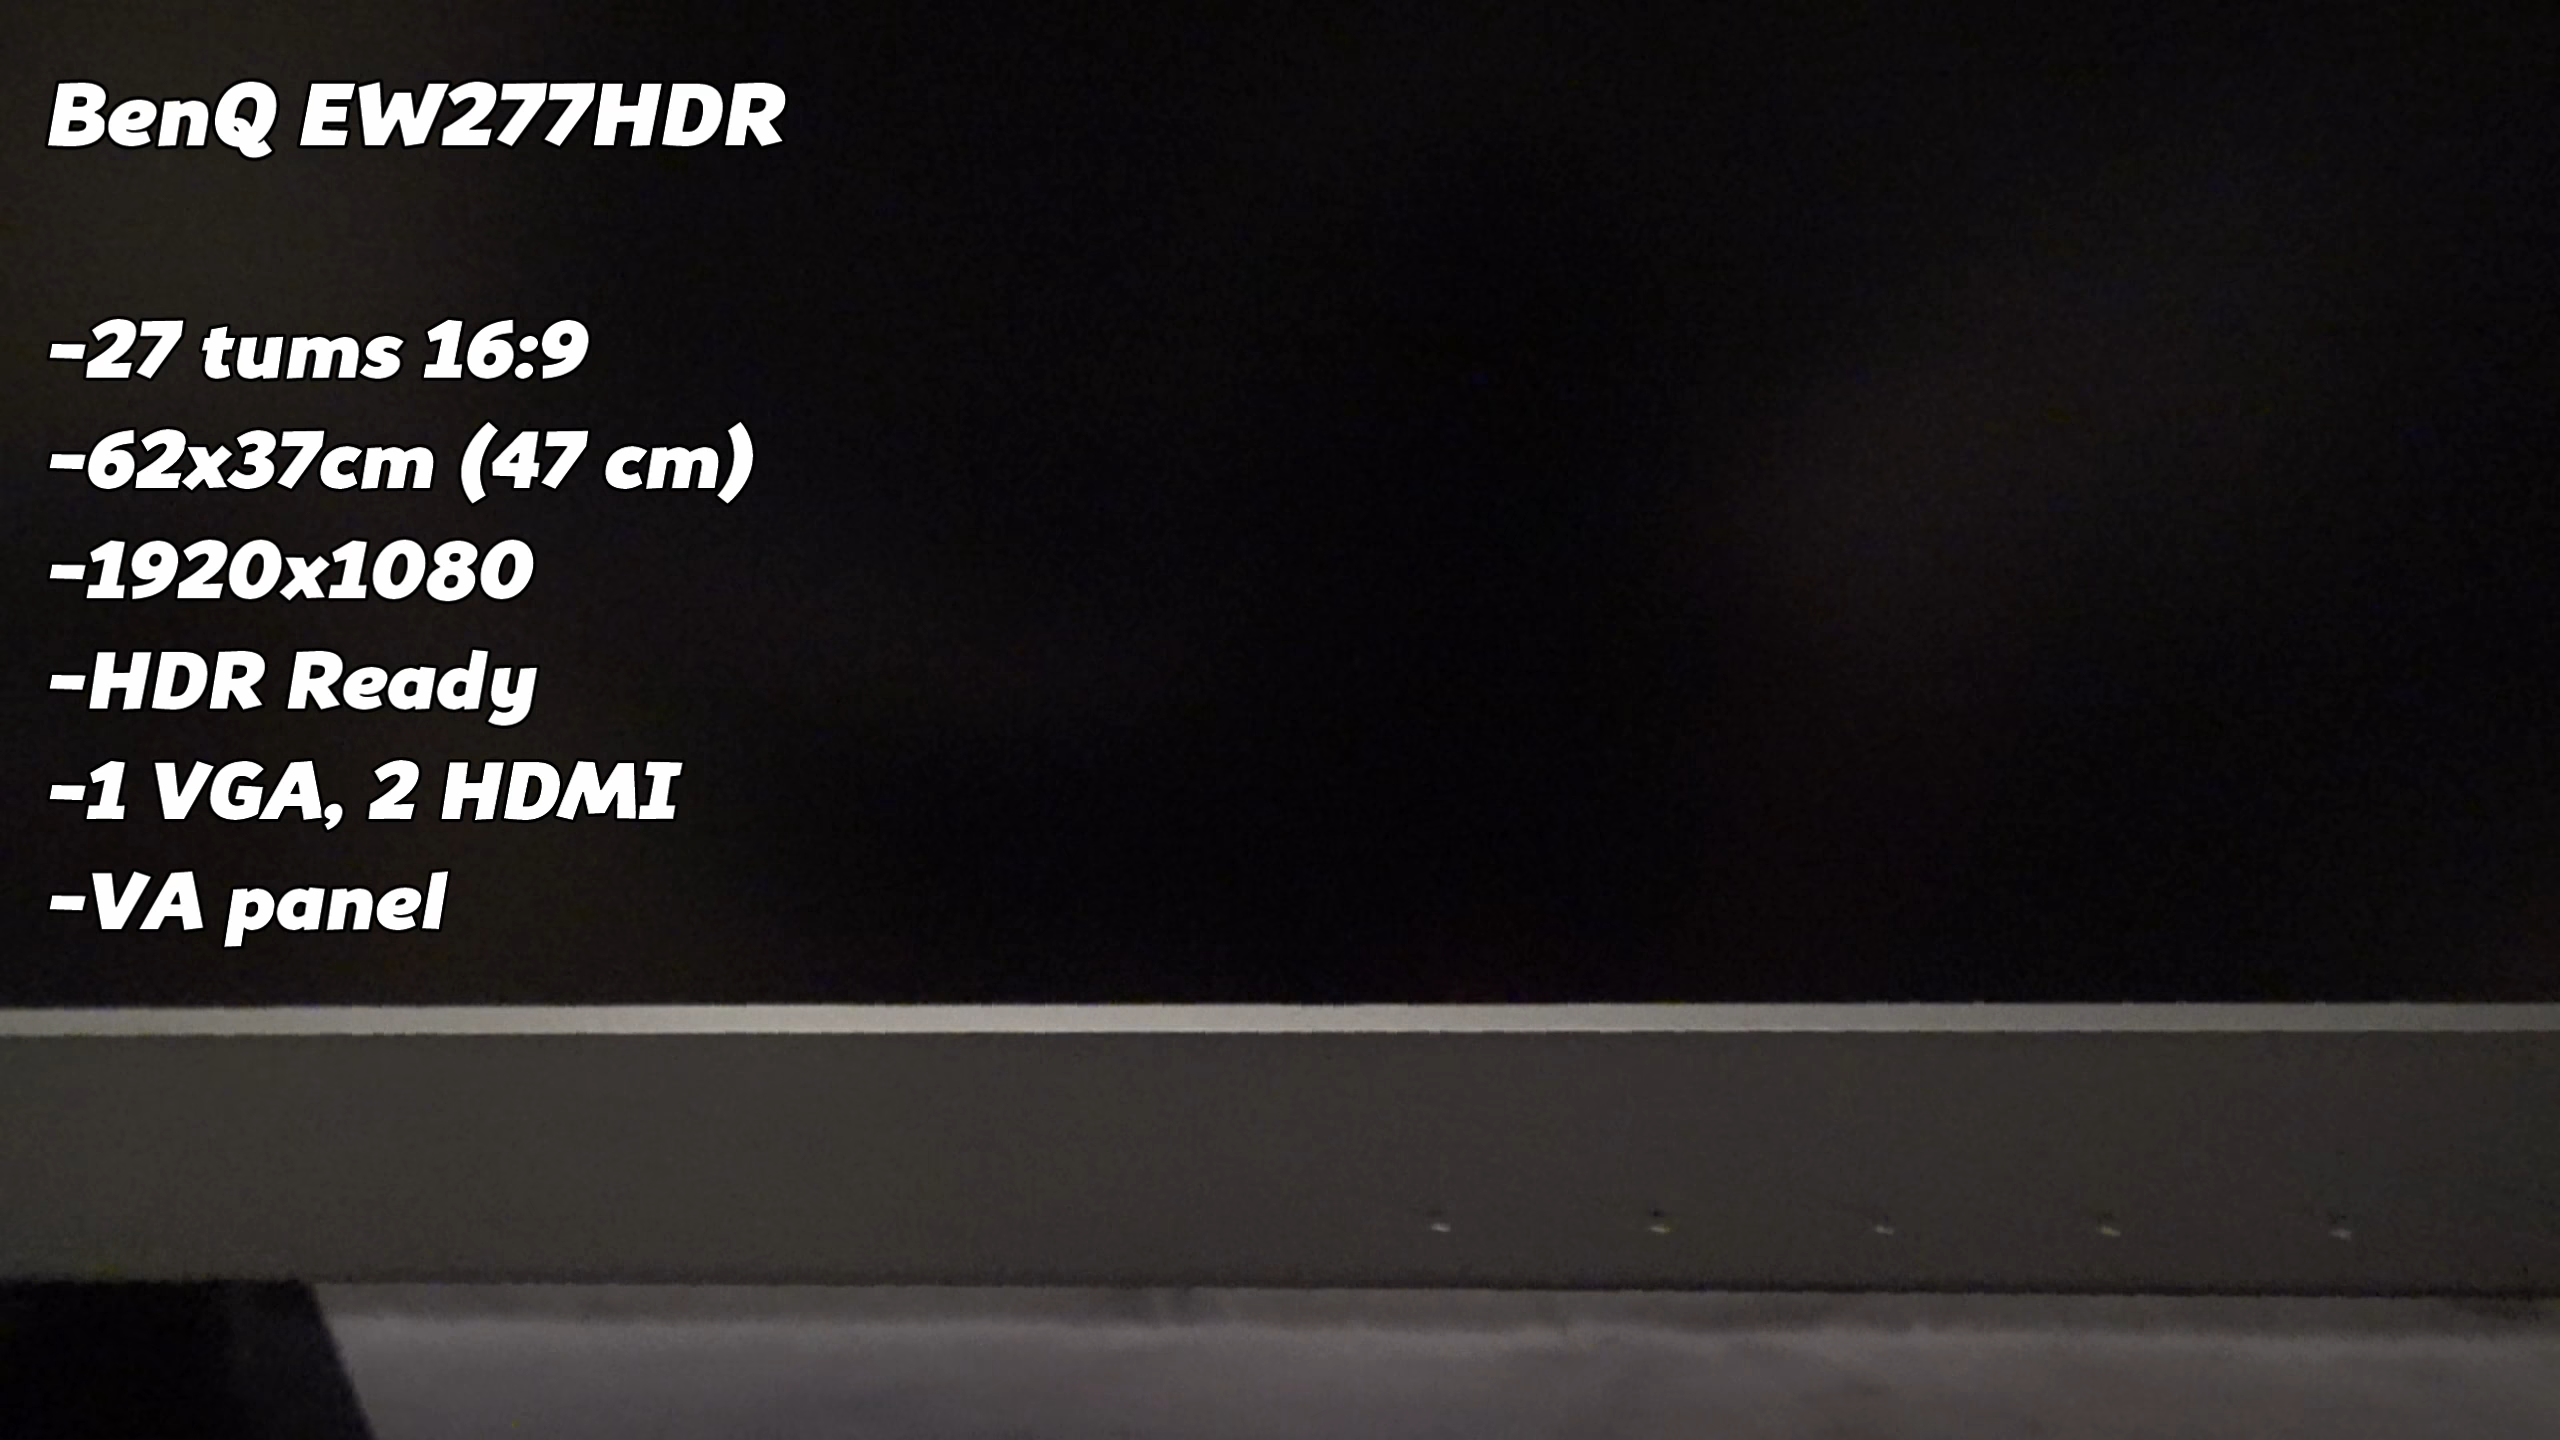 BenQ EW277HDR
-27 tums 16:9
-62x37cm (47 cm)
-1920x1080
-HDR Ready
-1 VGA, 2 HDMI
-VA panel